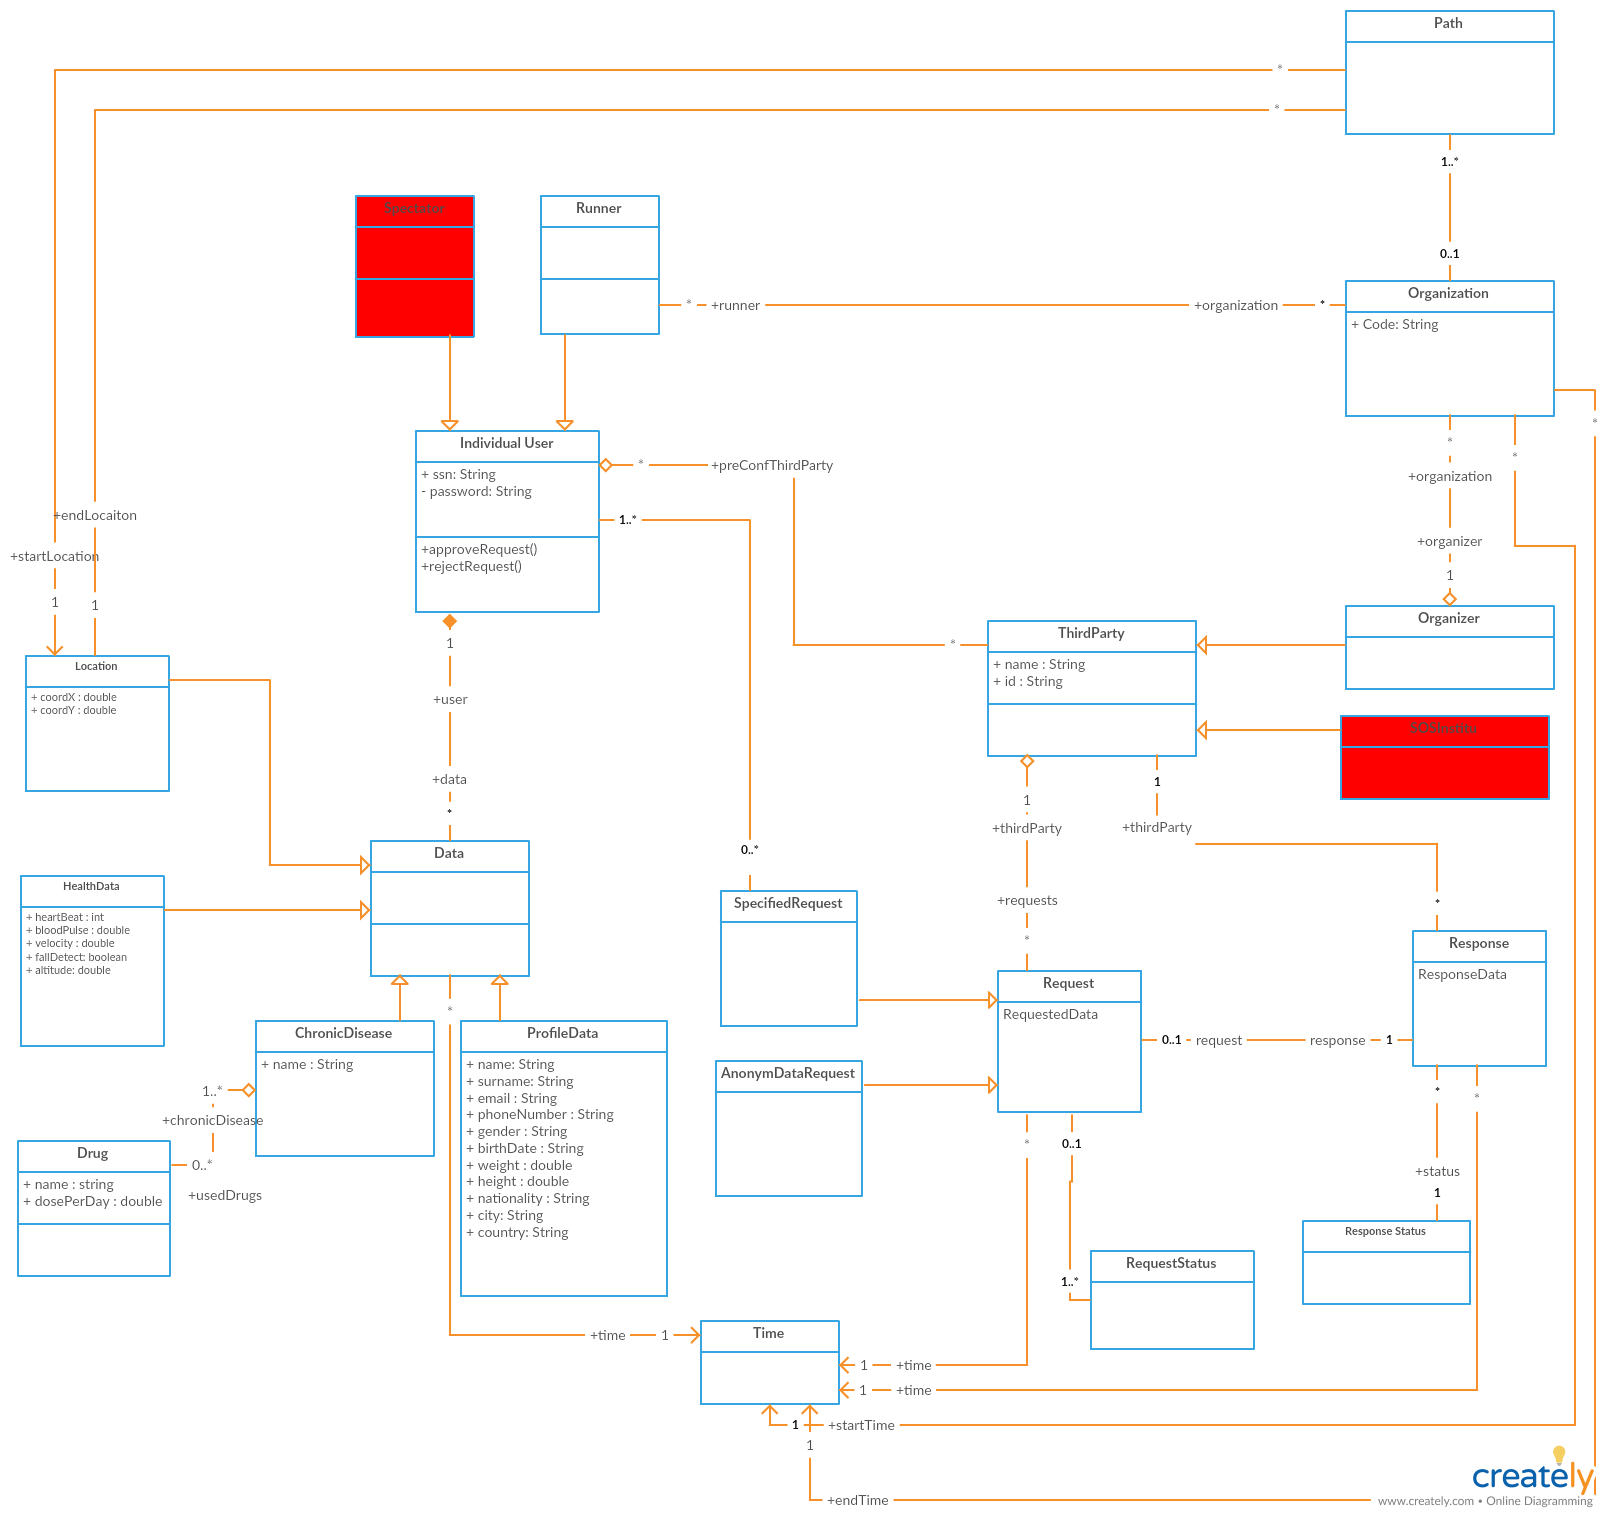 Path
*
*
1..*
0..1
Spectator
Runner
* +runner
+organization *
Organization
+ Code: String
*
Individual User
+ ssn: String
- password: String
+approveRequest()
+rejectRequest()
* +preConfThirdParty
*
1..*
0..*
*
+organization
+organizer
1
*
+endLocaiton
+startLocation
1
1
1
+user
+data
*
Location
+ coordX : double
+ coordY : double
ThirdParty
+ name : String
+ id : String
Organizer
SOSInstitu
1
+thirdParty
+requests
*
1
+thirdParty
*
Data
HealthData
+ heartBeat : int
+ bloodPulse : double
+ velocity : double
+ fallDetect: boolean
+ altitude: double
SpecifiedRequest
Request
RequestedData
Response
ResponseData
0..1 request response 1
AnonymDataRequest
*
ChronicDisease
+ name : String
ProfileData
+ name: String
+ surname: String
+ email : String
+ phoneNumber : String
+ gender : String
+ birthDate : String
+ weight : double
+ height : double
+ nationality : String
+ city: String
+ country: String
1..*
+chronicDisease
0..*
+usedDrugs
Drug
+ name : string
+ dosePerDay : double
*
0..1
1..*
*
+status
1
*
Response Status
RequestStatus
+time 1
Time
1 +time
1 +time
1 +startTime
1
+endTime
creately
www.creately.com • Online Diagramming